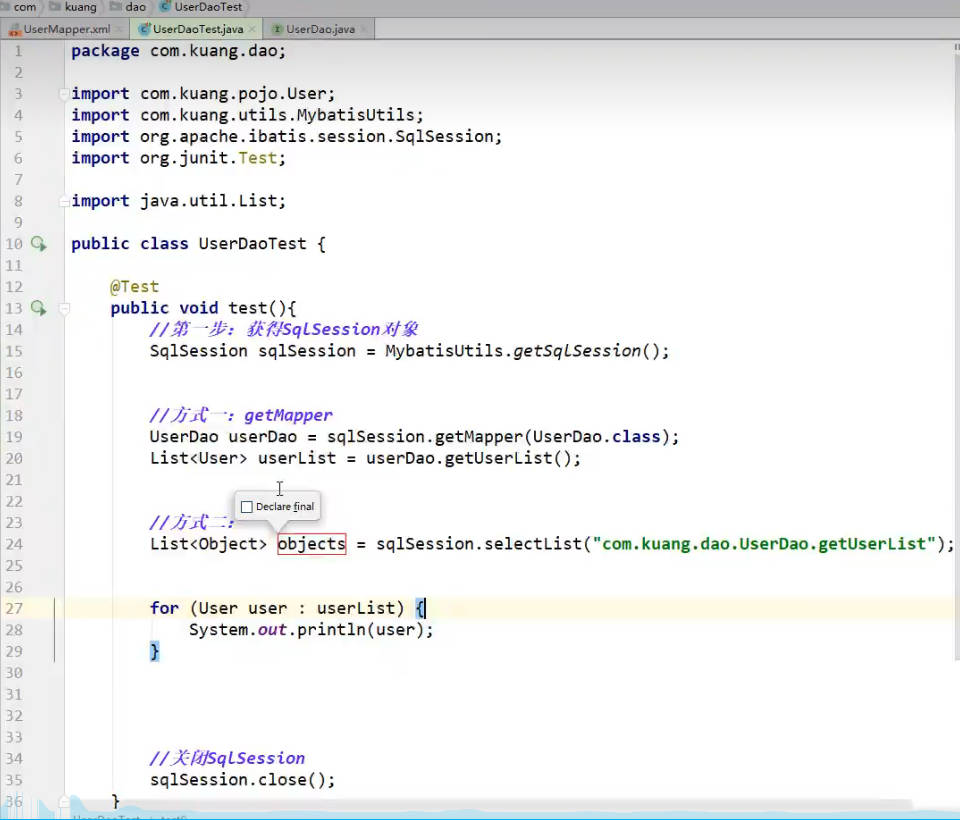 com kuang dao UserDaoTest
UserMapper.xml UserDaoTest.java UserDao.java
1 package com.kuang.dao;
2
3 import com.kuang.pojo.User;
4 import com.kuang.utils.MybatisUtils;
5 import org.apache.ibatis.session.SqlSession;
6 import org.junit.Test;
7
8 import java.util.List;
9
10 public class UserDaoTest {
11
12 @Test
13 public void test(){
14 //第一步：获得SqlSession对象
15 SqlSession sqlSession = MybatisUtils.getSqlSession();
16
17
18 //方式一：getMapper
19 UserDao userDao = sqlSession.getMapper(UserDao.class);
20 List<User> userList = userDao.getUserList();
21
22 Declare final
23 //方式二：
24 List<Object> objects = sqlSession.selectList("com.kuang.dao.UserDao.getUserList");
25
26
27 for (User user : userList) {
28 System.out.println(user);
29 }
30
31
32
33
34 //关闭SqlSession
35 sqlSession.close();
36 }